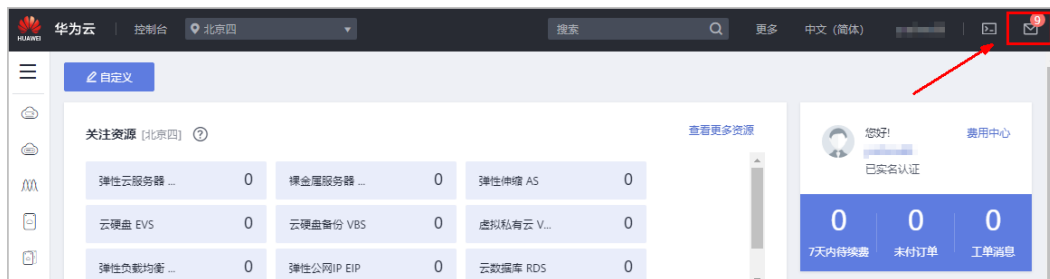 HUAWEI 华为云 控制台 北京四 搜索 更多 中文 (简体) 9
自定义
关注资源 [北京四] ? 查看更多资源
弹性云服务器 ... 0 裸金属服务器 ... 0 弹性伸缩 AS 0
云硬盘 EVS 0 云硬盘备份 VBS 0 虚拟私有云 V... 0
弹性负载均衡 ... 0 弹性公网IP EIP 0 云数据库 RDS 0
您好! 费用中心
已实名认证
0 0 0
7天内待续费 未付订单 工单消息